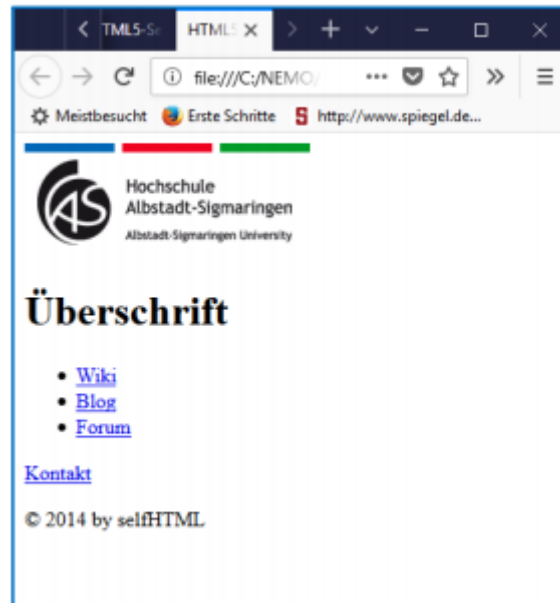 TML5-Se HTML5
file:///C:/NEMO/
Meistbesucht Erste Schritte http://www.spiegel.de...
Hochschule
Albstadt-Sigmaringen
Albstadt-Sigmaringen University
Überschrift
Wiki
Blog
Forum
Kontakt
© 2014 by selfHTML